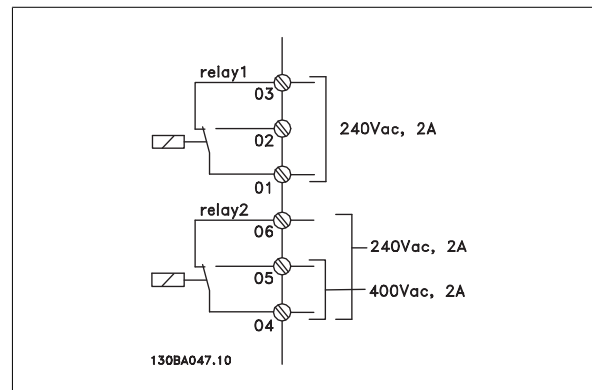 relay1
03
02
240Vac, 2A
01
relay2
06
240Vac, 2A
05
400Vac, 2A
04
130BA047.10